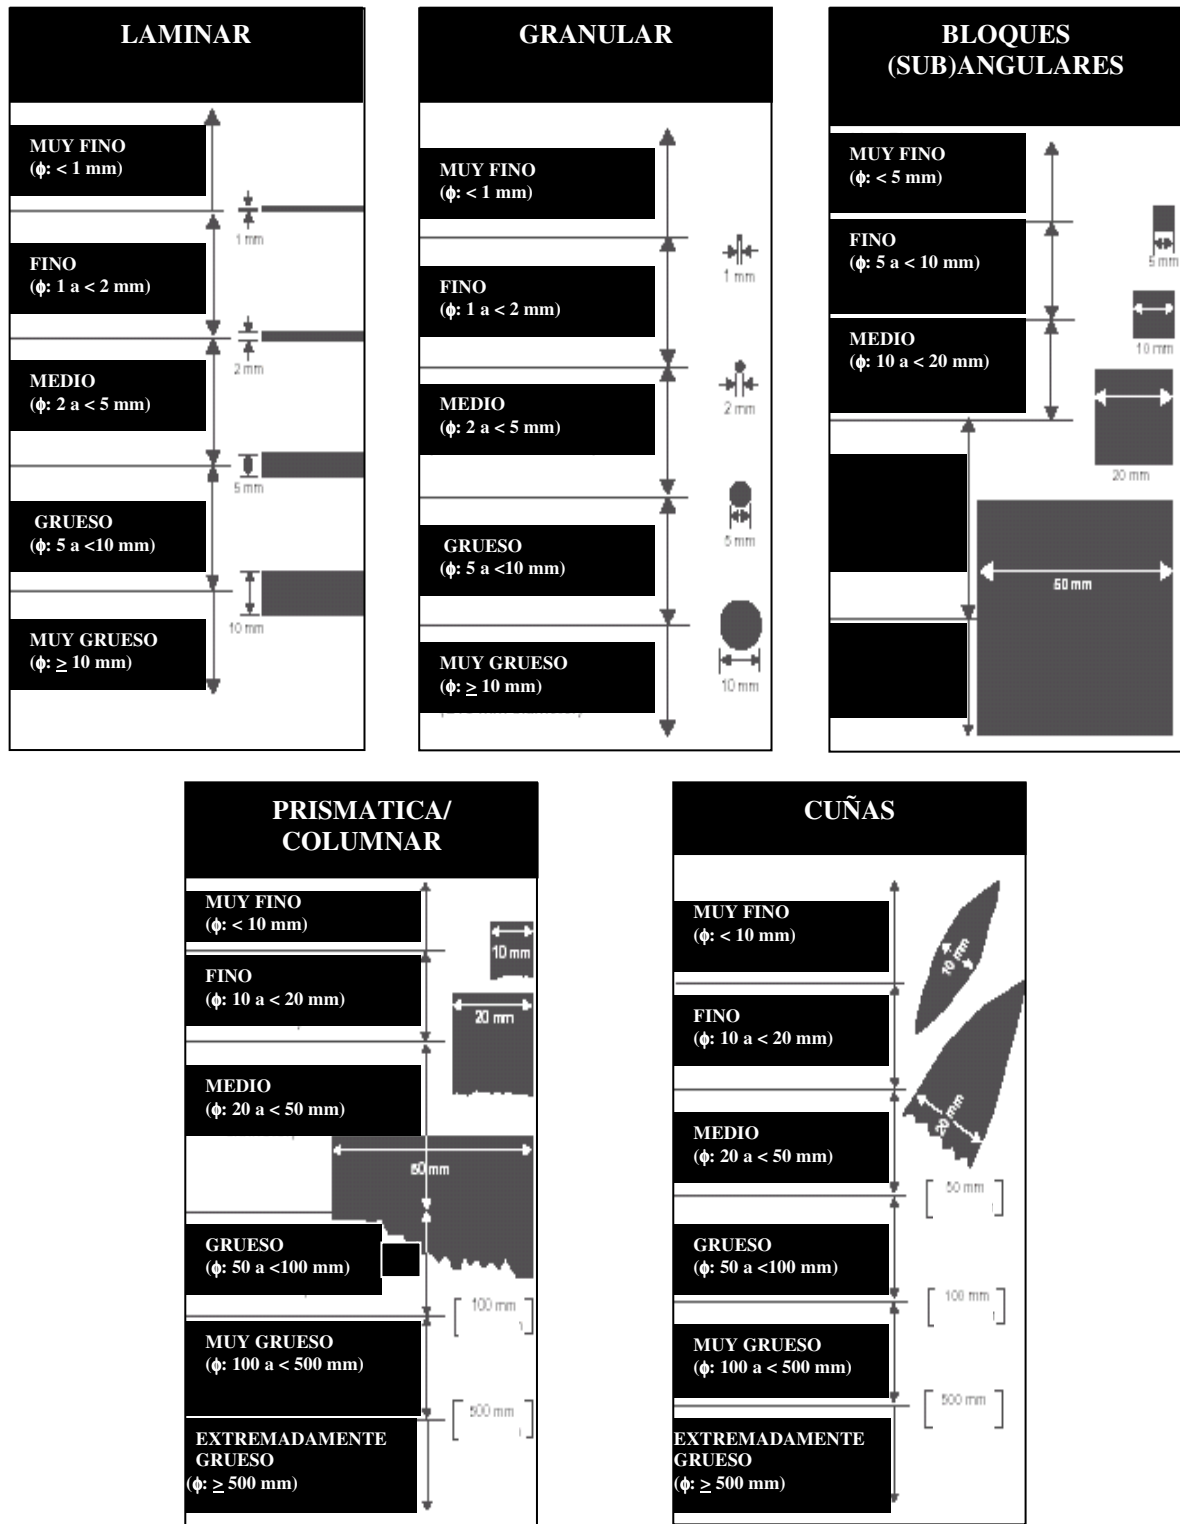 LAMINAR
MUY FINO
(ϕ: < 1 mm)
FINO
(ϕ: 1 a < 2 mm)
MEDIO
(ϕ: 2 a < 5 mm)
GRUESO
(ϕ: 5 a <10 mm)
MUY GRUESO
(ϕ: ≥ 10 mm)
1 mm
2 mm
5 mm
10 mm
GRANULAR
MUY FINO
(ϕ: < 1 mm)
FINO
(ϕ: 1 a < 2 mm)
MEDIO
(ϕ: 2 a < 5 mm)
GRUESO
(ϕ: 5 a <10 mm)
MUY GRUESO
(ϕ: ≥ 10 mm)
1 mm
2 mm
5 mm
10 mm
BLOQUES
(SUB)ANGULARES
MUY FINO
(ϕ: < 5 mm)
FINO
(ϕ: 5 a < 10 mm)
MEDIO
(ϕ: 10 a < 20 mm)
5 mm
10 mm
20 mm
50 mm
PRISMATICA/
COLUMNAR
MUY FINO
(ϕ: < 10 mm)
FINO
(ϕ: 10 a < 20 mm)
MEDIO
(ϕ: 20 a < 50 mm)
GRUESO
(ϕ: 50 a <100 mm)
MUY GRUESO
(ϕ: 100 a < 500 mm)
EXTREMADAMENTE
GRUESO
(ϕ: ≥ 500 mm)
10 mm
20 mm
50 mm
100 mm
500 mm
CUÑAS
MUY FINO
(ϕ: < 10 mm)
FINO
(ϕ: 10 a < 20 mm)
MEDIO
(ϕ: 20 a < 50 mm)
GRUESO
(ϕ: 50 a <100 mm)
MUY GRUESO
(ϕ: 100 a < 500 mm)
EXTREMADAMENTE
GRUESO
(ϕ: ≥ 500 mm)
10 mm
20 mm
50 mm
100 mm
500 mm